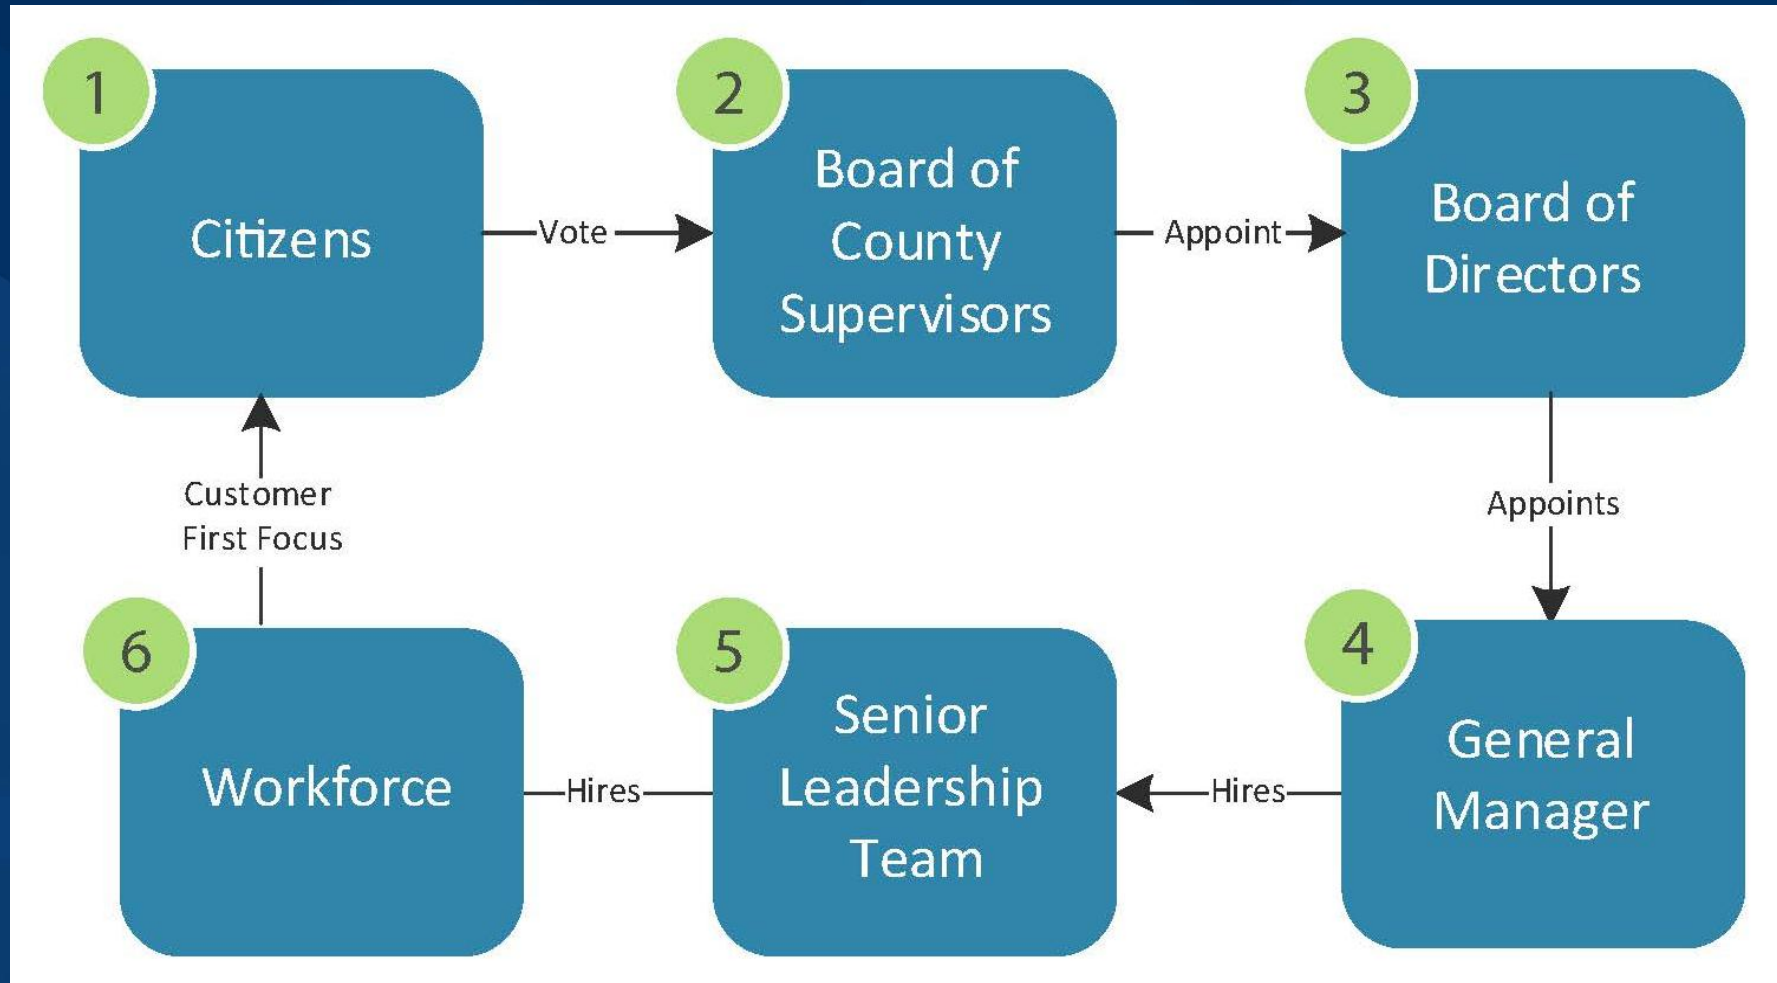 1
Citizens
Vote
2
Board of
County
Supervisors
Appoint
3
Board of
Directors
Appoints
4
General
Manager
Hires
5
Senior
Leadership
Team
Hires
6
Workforce
Customer
First Focus